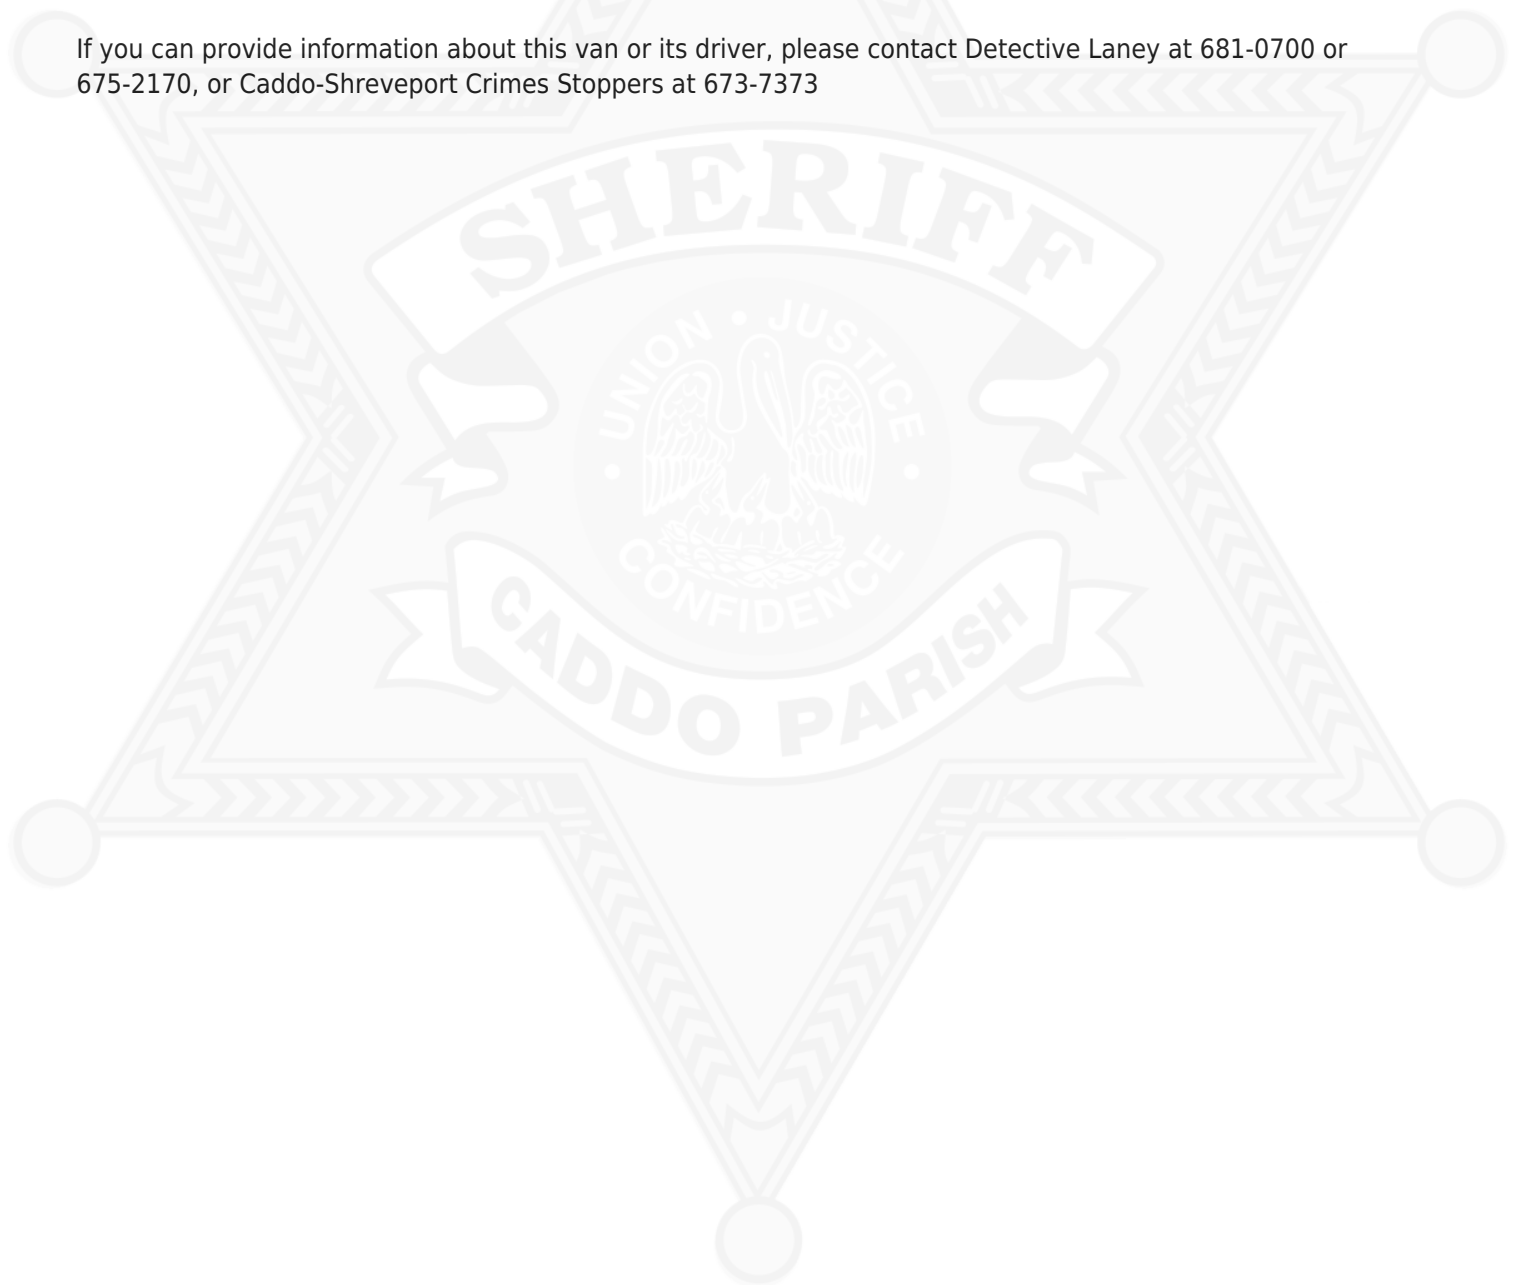 If you can provide information about this van or its driver, please contact Detective Laney at 681-0700 or
675-2170, or Caddo-Shreveport Crimes Stoppers at 673-7373
SHERIFF
UNION • JUSTICE
• CONFIDENCE •
CADDO PARISH